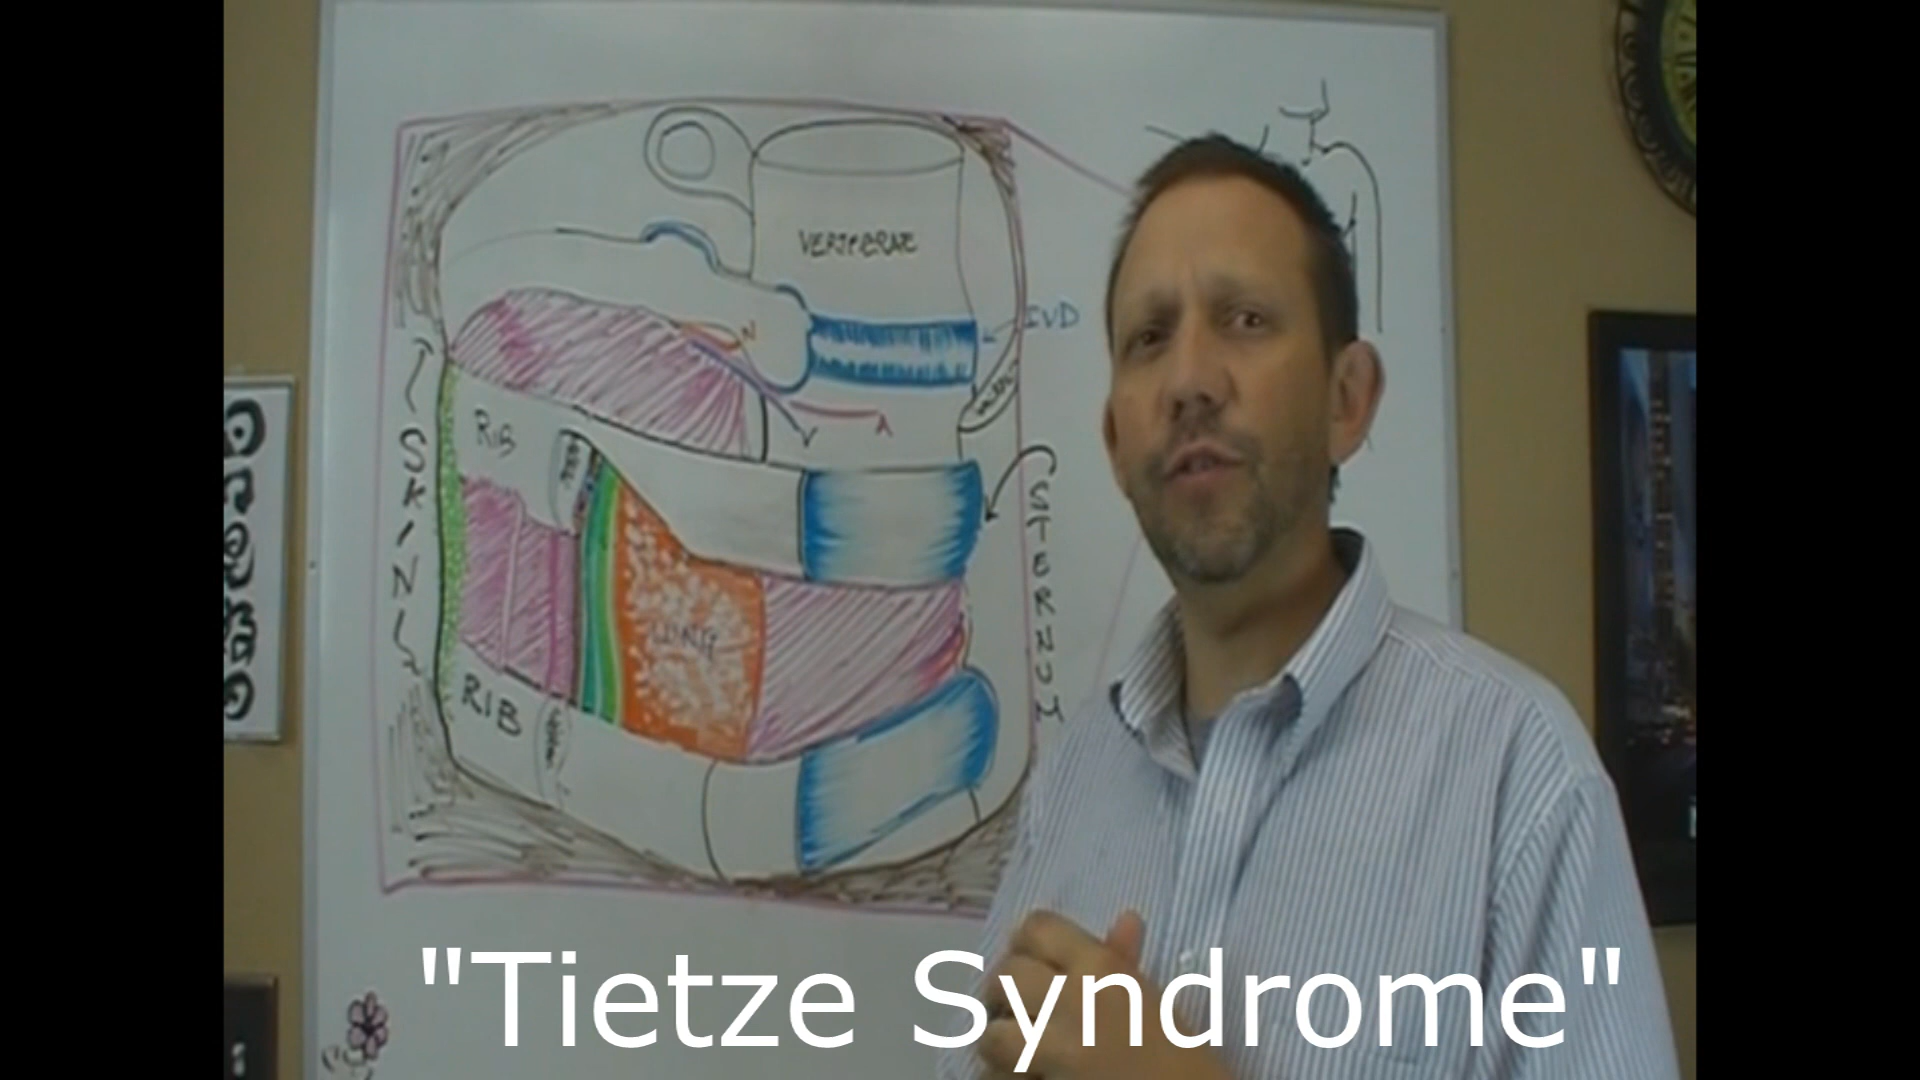 VERTEBRAE
IVD
N
V
A
RIB
SKIN
STERNUM
LUNG
RIB
"Tietze Syndrome"